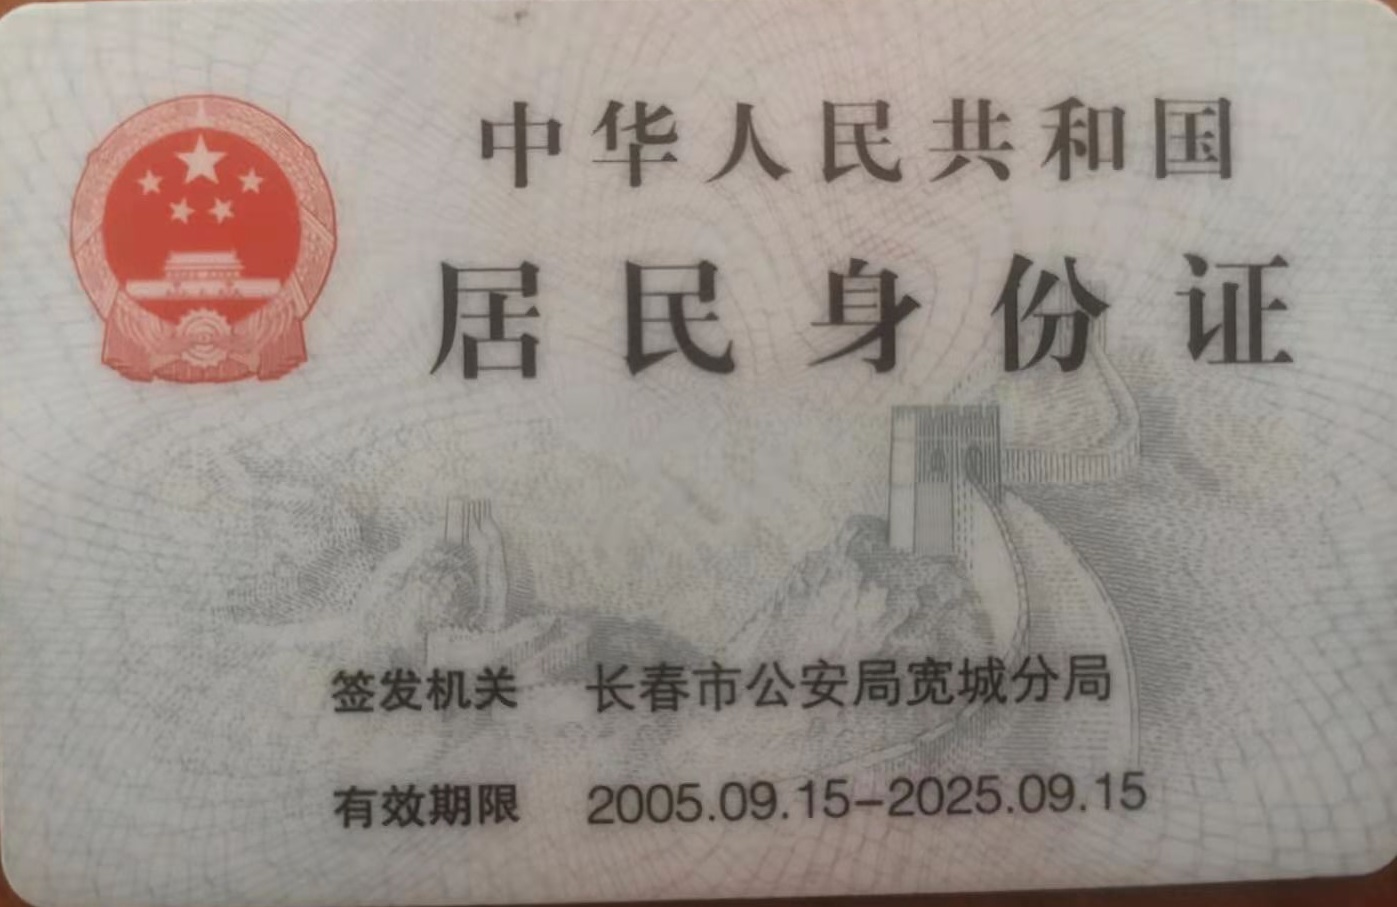 中华人民共和国
居民身份证
签发机关 长春市公安局宽城分局
有效期限 2005.09.15-2025.09.15